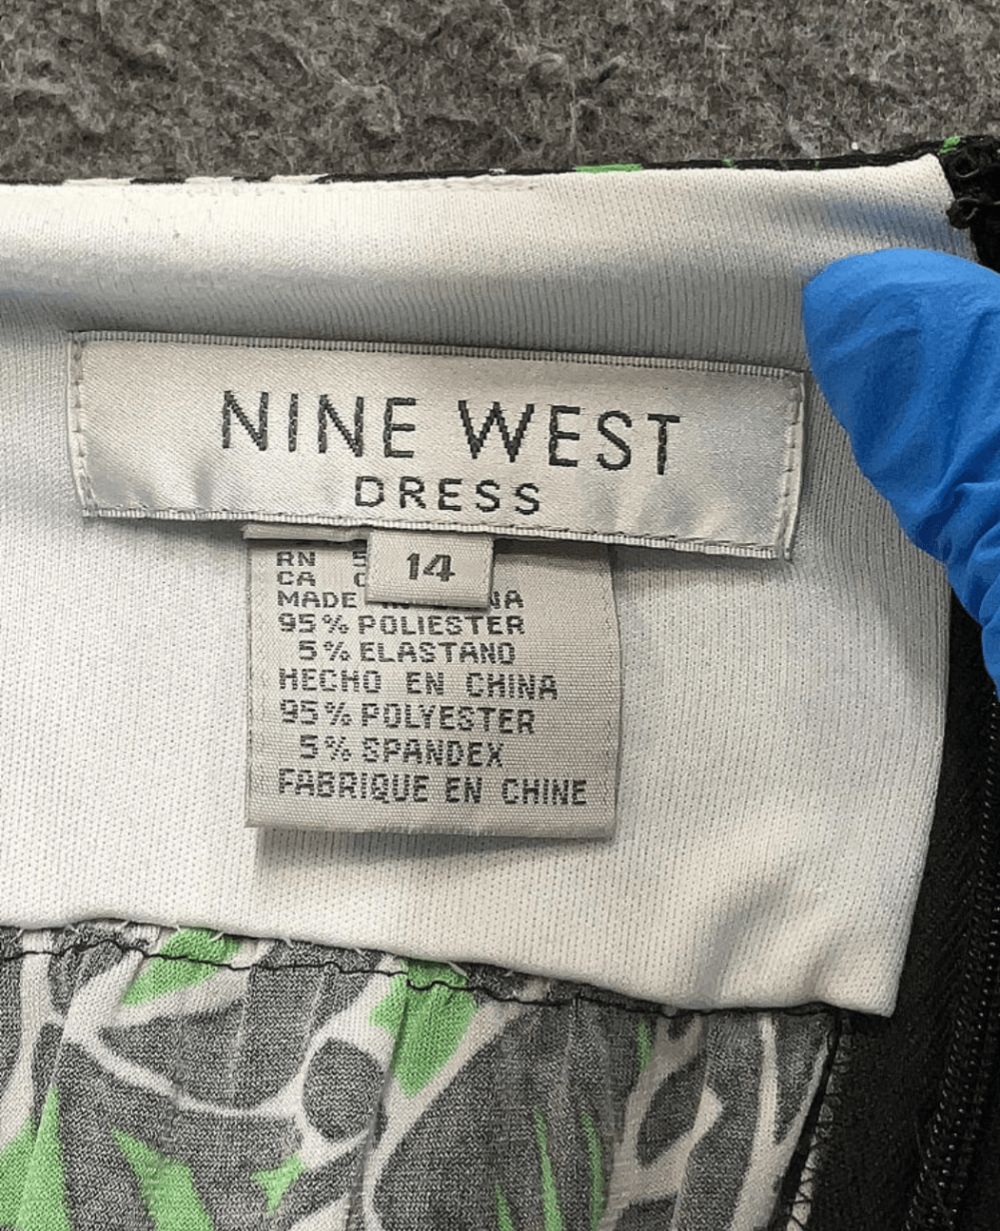 NINE WEST
DRESS
14
RN 5
CA
MADE
95% POLIESTER
5% ELASTANO
HECHO EN CHINA
95% POLYESTER
5% SPANDEX
FABRIQUE EN CHINE